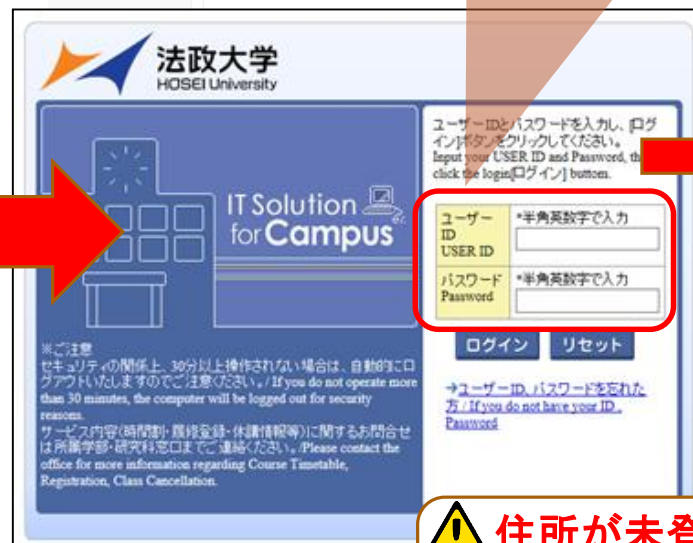 法政大学
HOSEI University
ユーザーIDとパスワードを入力し、[ログ
イン]ボタンをクリックしてください。
Input your USER ID and Password, th
click the login[ログイン] buttom.
IT Solution
for Campus
ユーザー
ID
USER ID
*半角英数字で入力
パスワード
Password
*半角英数字で入力
ログイン リセット
→ユーザーID、パスワードを忘れた
方 / If you do not have your ID ,
Password
※ご注意
セキュリティの関係上、30分以上操作されない場合は、自動的にロ
グアウトいたしますのでご注意ください。/ If you do not operate more
than 30 minutes, the computer will be logged out for security
reasons.
サービス内容(時間割・履修登録・休講情報等)に関するお問合せ
は所属学部・研究科窓口までご連絡ください。/Please contact the
office for more information regarding Course Timetable,
Registration, Class Cancellation.
住所が未登